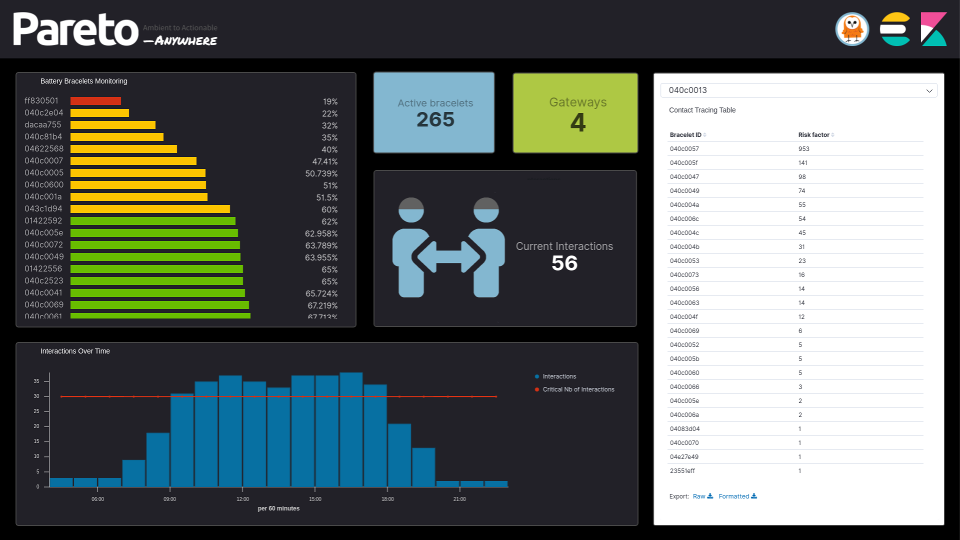 Pareto
Ambient to Actionable
—ANYWHERE
Battery Bracelets Monitoring
ff830501 19%
040c2e04 22%
dacaa755 32%
040c81b4 35%
04622568 40%
040c0007 47.41%
040c0005 50.739%
040c0600 51%
040c001a 51.5%
043c1d94 60%
01422592 62%
040c005e 62.958%
040c0072 63.789%
040c0049 63.955%
01422556 65%
040c2523 65%
040c0041 65.724%
040c0069 67.219%
040c0061 67.713%
Active bracelets
265
Gateways
4
Current Interactions
56
Interactions Over Time
35
30
25
20
15
10
5
0
06:00 09:00 12:00 15:00 18:00 21:00
per 60 minutes
Interactions
Critical Nb of Interactions
040c0013
Contact Tracing Table
Bracelet ID Risk factor
040c0057 953
040c005f 141
040c0047 98
040c0049 74
040c004a 55
040c006c 54
040c004c 45
040c004b 31
040c0053 23
040c0073 16
040c0056 14
040c0063 14
040c004f 12
040c0069 6
040c0052 5
040c005b 5
040c0060 5
040c0066 3
040c005e 2
040c006a 2
04083d04 1
040c0070 1
04e27e49 1
23551eff 1
Export: Raw Formatted